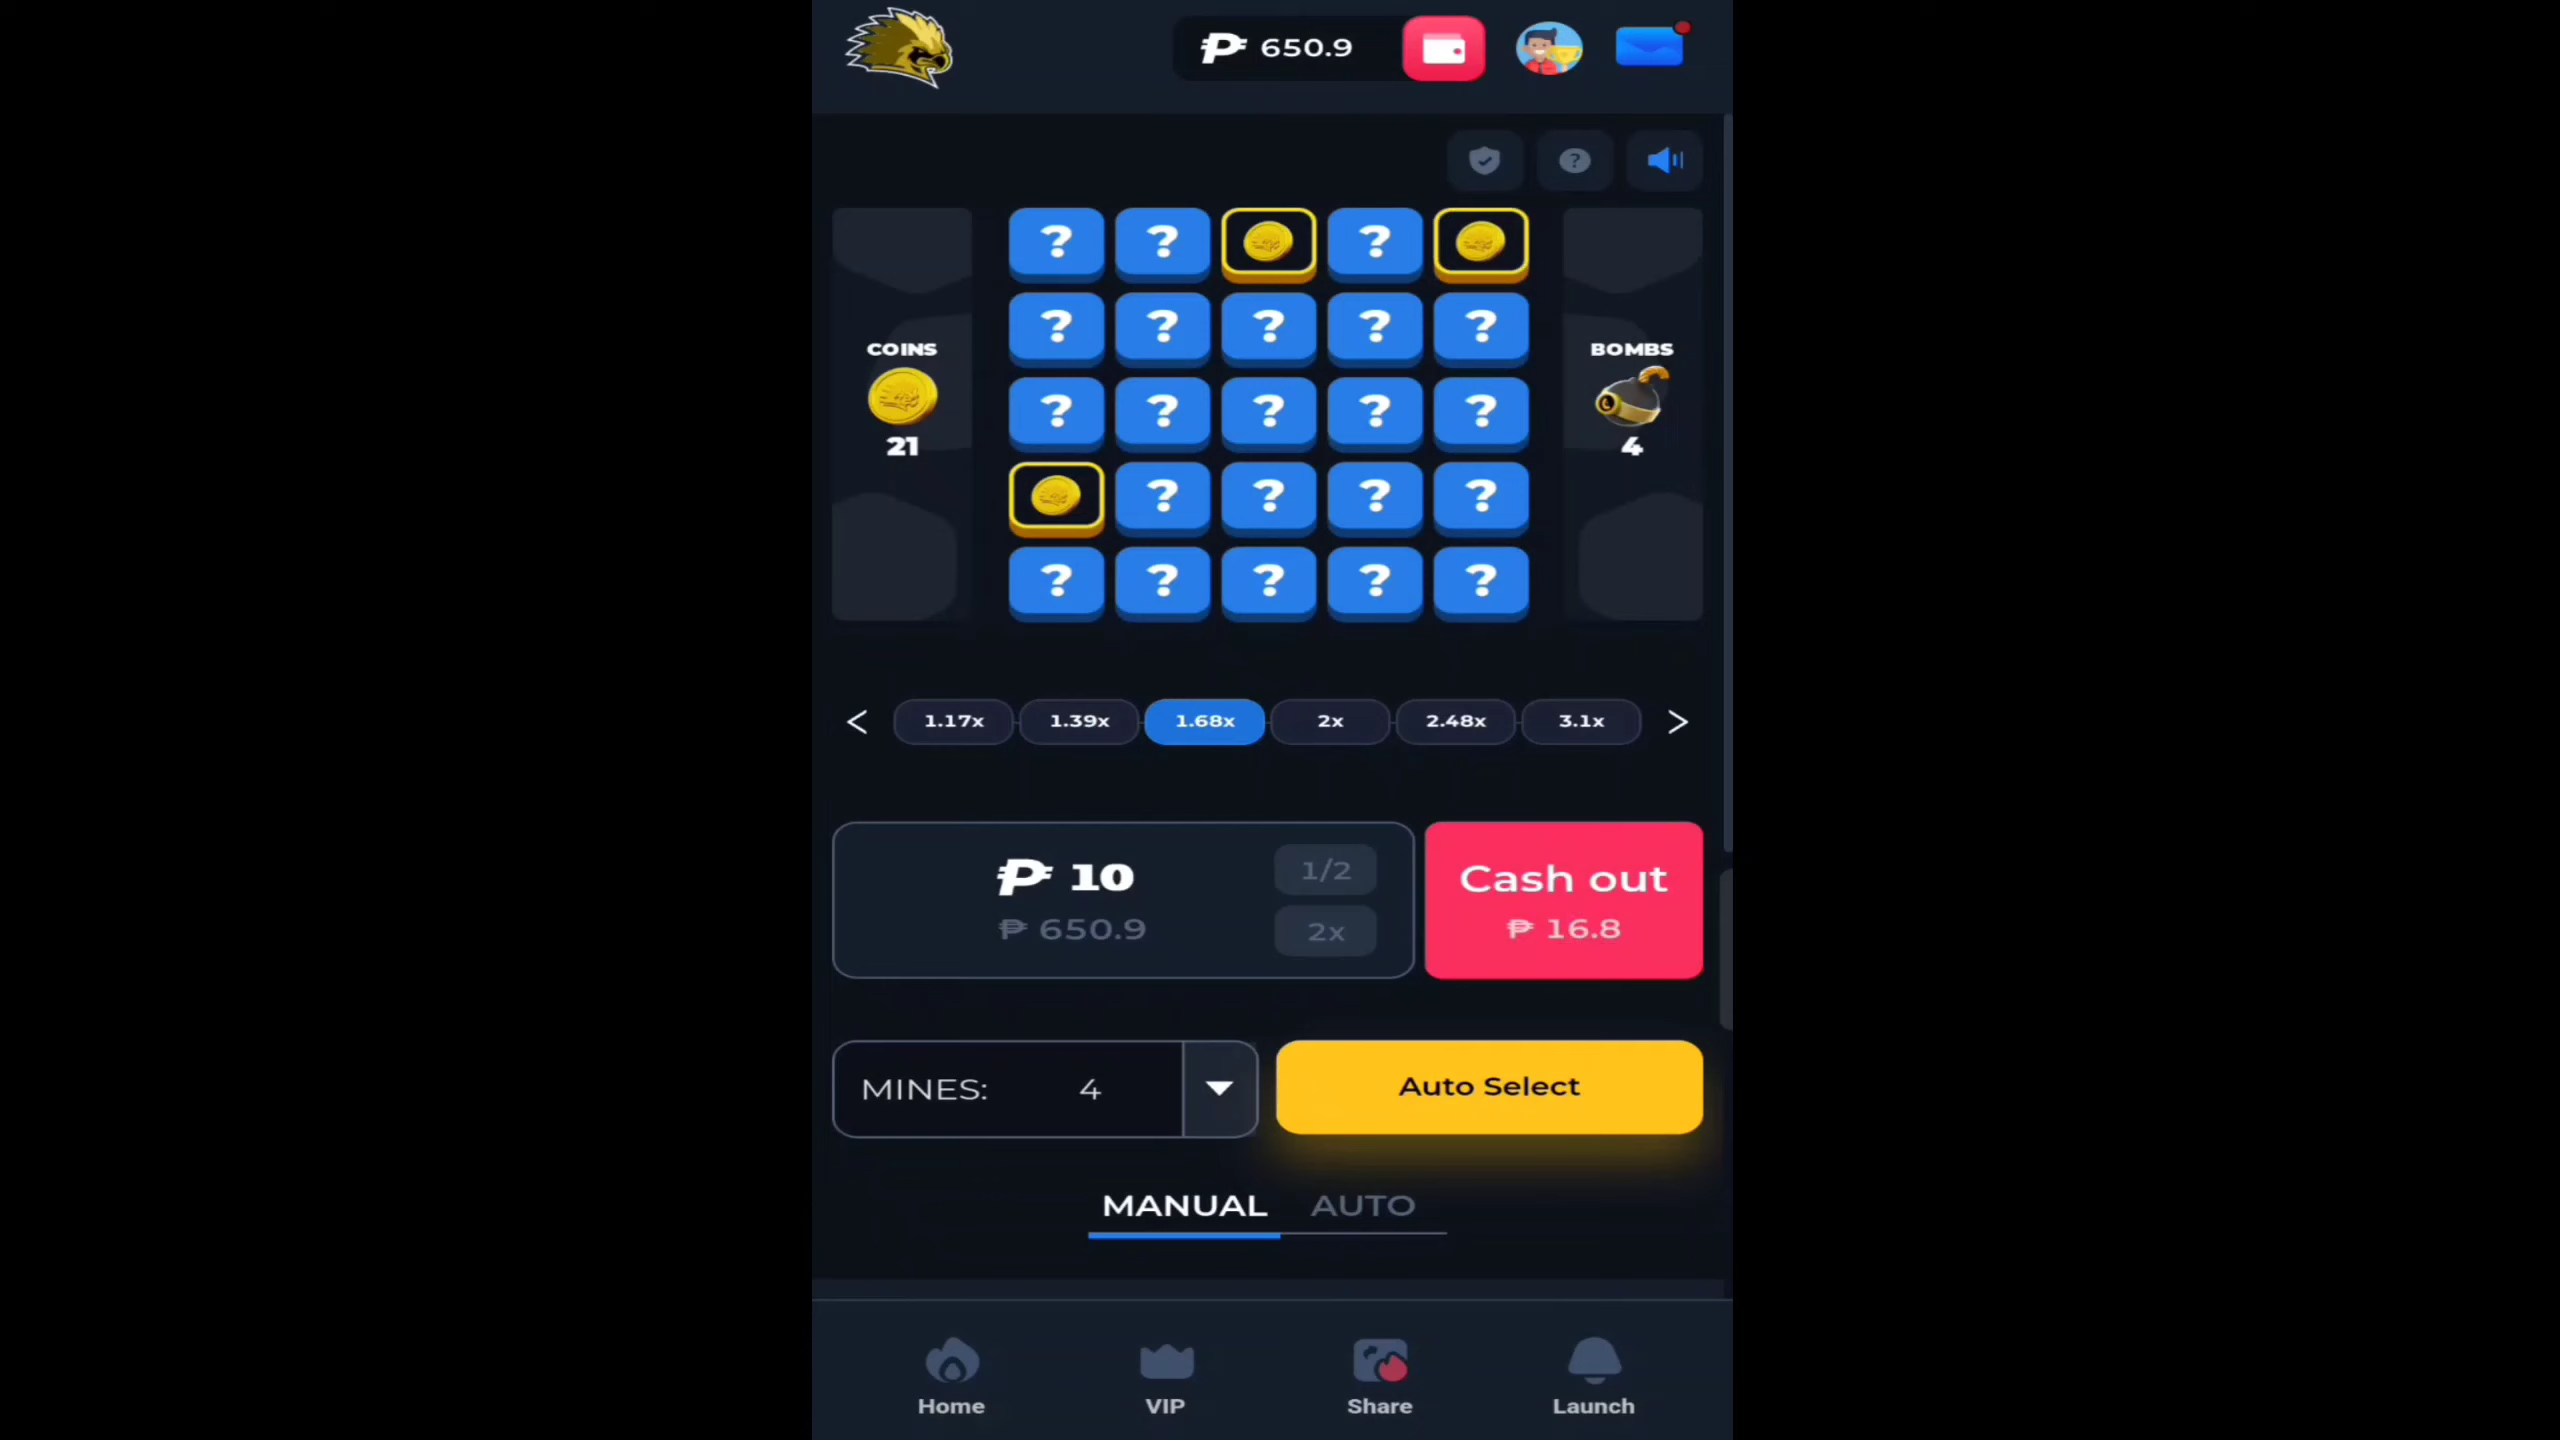 ₱ 650.9
? ? ?
? ? ? ? ?
COINS
21
? ? ? ? ?
BOMBS
4
? ? ? ?
? ? ? ? ?
< 1.17x 1.39x 1.68x 2x 2.48x 3.1x >
₱ 10
₱ 650.9
1/2
2x
Cash out
₱ 16.8
MINES: 4
Auto Select
MANUAL AUTO
Home VIP Share Launch